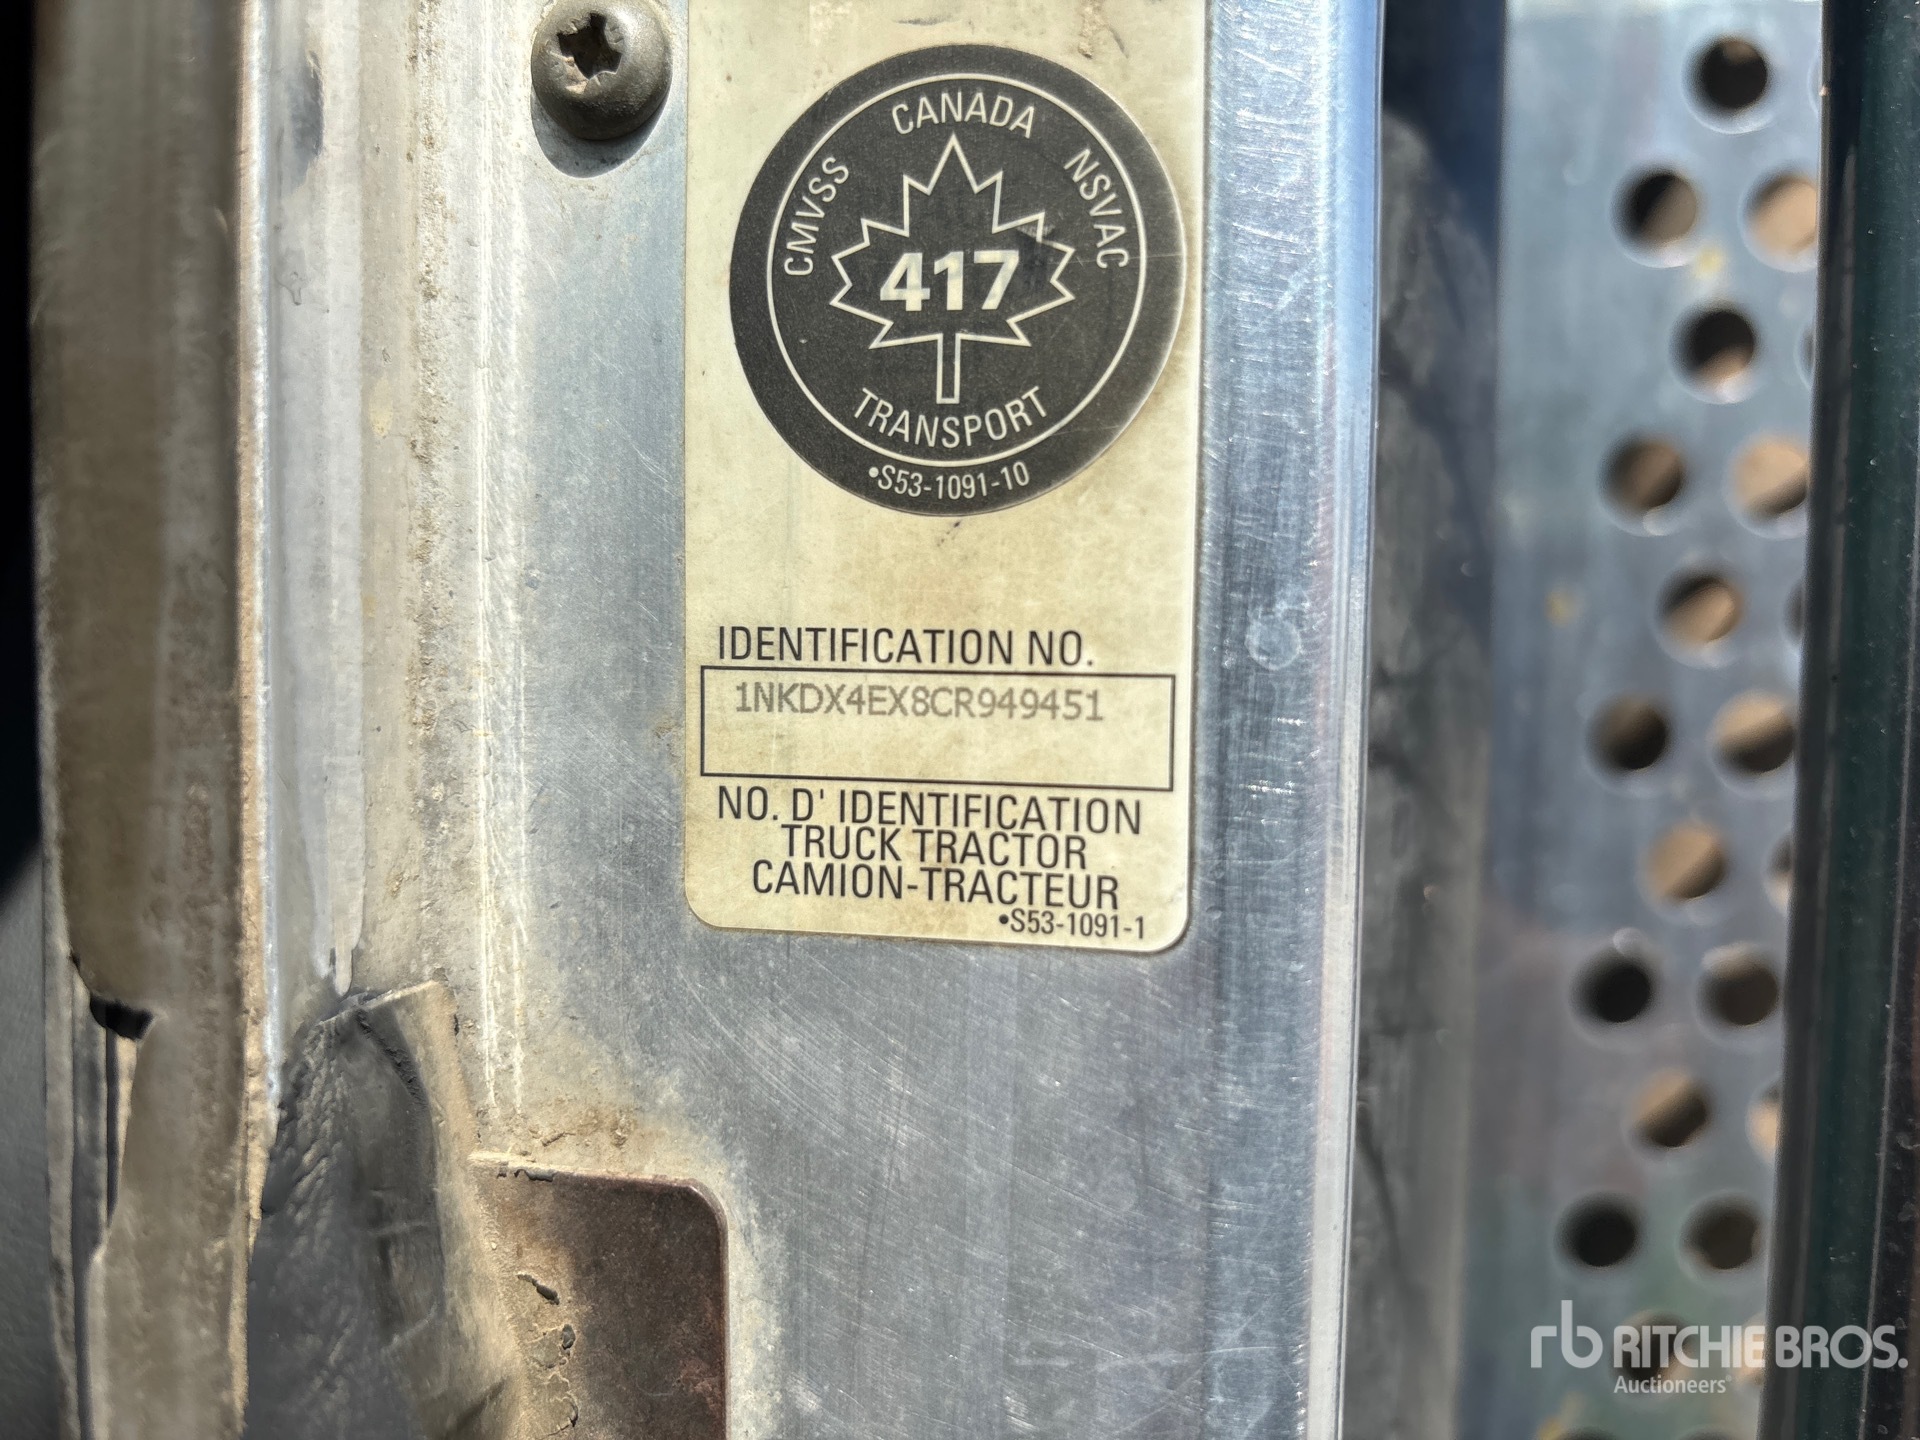 CANADA
CMVSS
NSVAC
417
TRANSPORT
•S53-1091-10
IDENTIFICATION NO.
1NKDX4EX8CR949451
NO. D' IDENTIFICATION
TRUCK TRACTOR
CAMION-TRACTEUR
•S53-1091-1
rb RITCHIE BROS.
Auctioneers